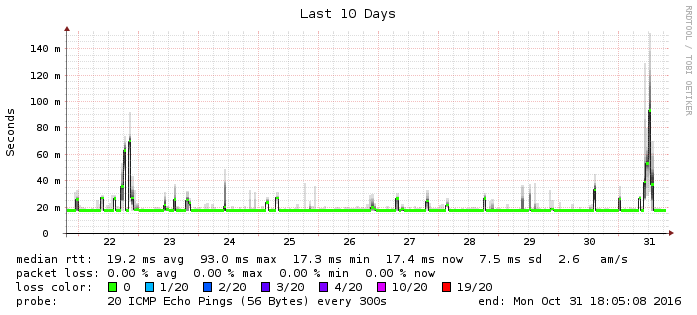 Last 10 Days
RRDTOOL / TOBI OETIKER
Seconds
140 m
120 m
100 m
80 m
60 m
40 m
20 m
0
22 23 24 25 26 27 28 29 30 31
median rtt: 19.2 ms avg 93.0 ms max 17.3 ms min 17.4 ms now 7.5 ms sd 2.6 am/s
packet loss: 0.00 % avg 0.00 % max 0.00 % min 0.00 % now
loss color: 0 1/20 2/20 3/20 4/20 10/20 19/20
probe: 20 ICMP Echo Pings (56 Bytes) every 300s end: Mon Oct 31 18:05:08 2016